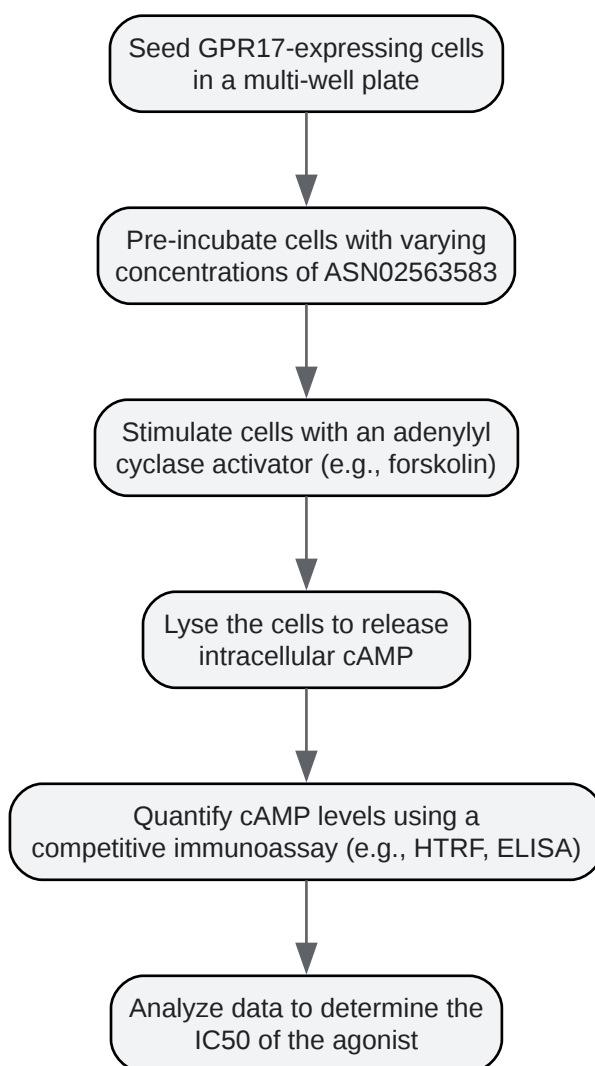 Seed GPR17-expressing cells
in a multi-well plate
Pre-incubate cells with varying
concentrations of ASN02563583
Stimulate cells with an adenylyl
cyclase activator (e.g., forskolin)
Lyse the cells to release
intracellular cAMP
Quantify cAMP levels using a
competitive immunoassay (e.g., HTRF, ELISA)
Analyze data to determine the
IC50 of the agonist